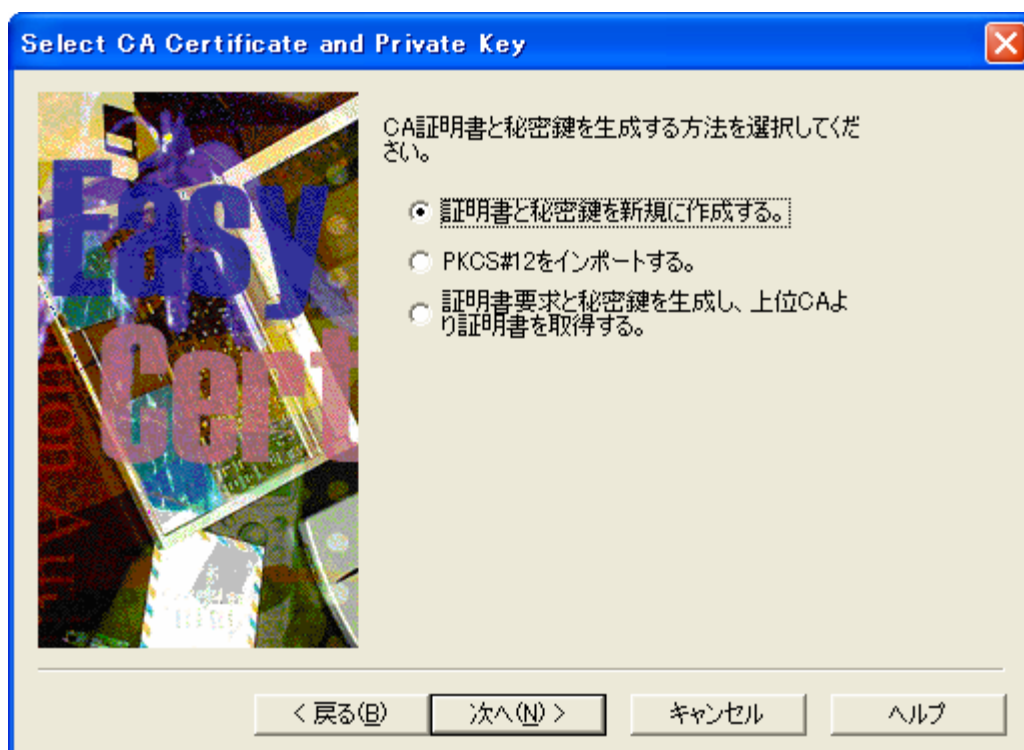 Select CA Certificate and Private Key
CA証明書と秘密鍵を生成する方法を選択してくだ
さい。
証明書と秘密鍵を新規に作成する。
PKCS#12をインポートする。
証明書要求と秘密鍵を生成し、上位CAよ
り証明書を取得する。
Easy
Cert
< 戻る(B)
次へ(N) >
キャンセル
ヘルプ